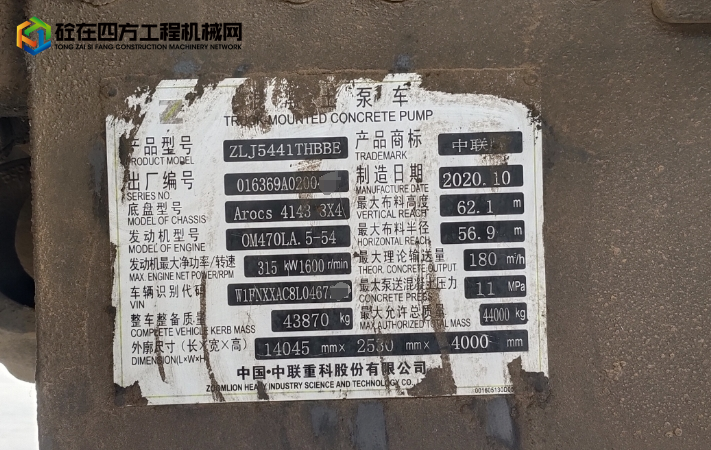 砼在四方工程机械网
TONG ZAI SI FANG CONSTRUCTION MACHINERY NETWORK
土泵车
TRUCK MOUNTED CONCRETE PUMP
产品型号 ZLJ5441THBBE 产品商标 中联
PRODUCT MODEL TRADEMARK
出厂编号 016369A0200 制造日期 2020.10
SERIES NO. MANUFACTURE DATE
底盘型号 Arocs 4143 3X4 最大布料高度 62.1 m
MODEL OF CHASSIS VERTICAL REACH
发动机型号 OM470LA.5-54 最大布料半径 56.9 m
MODEL OF ENGINE HORIZONTAL REACH
发动机最大净功率/转速 315 kW1600 r/min 最大理论输送量 180 m³/h
MAX. ENGINE NET POWER/RPM THEOR. CONCRETE OUTPUT
车辆识别代码 W1FNXXAC8L0467 最大泵送混凝土压力 11 MPa
VIN CONCRETE PRESS
整车整备质量 43870 kg 最大允许总质量 44000 kg
COMPLETE VEHICLE KERB MASS MAX AUTHORIZED TOTAL MASS
外廓尺寸（长×宽×高） 14045 mm× 2530 mm× 4000 mm
DIMENSION(L×W×H)
中国·中联重科股份有限公司
ZOOMLION HEAVY INDUSTRY SCIENCE AND TECHNOLOGY CO.,